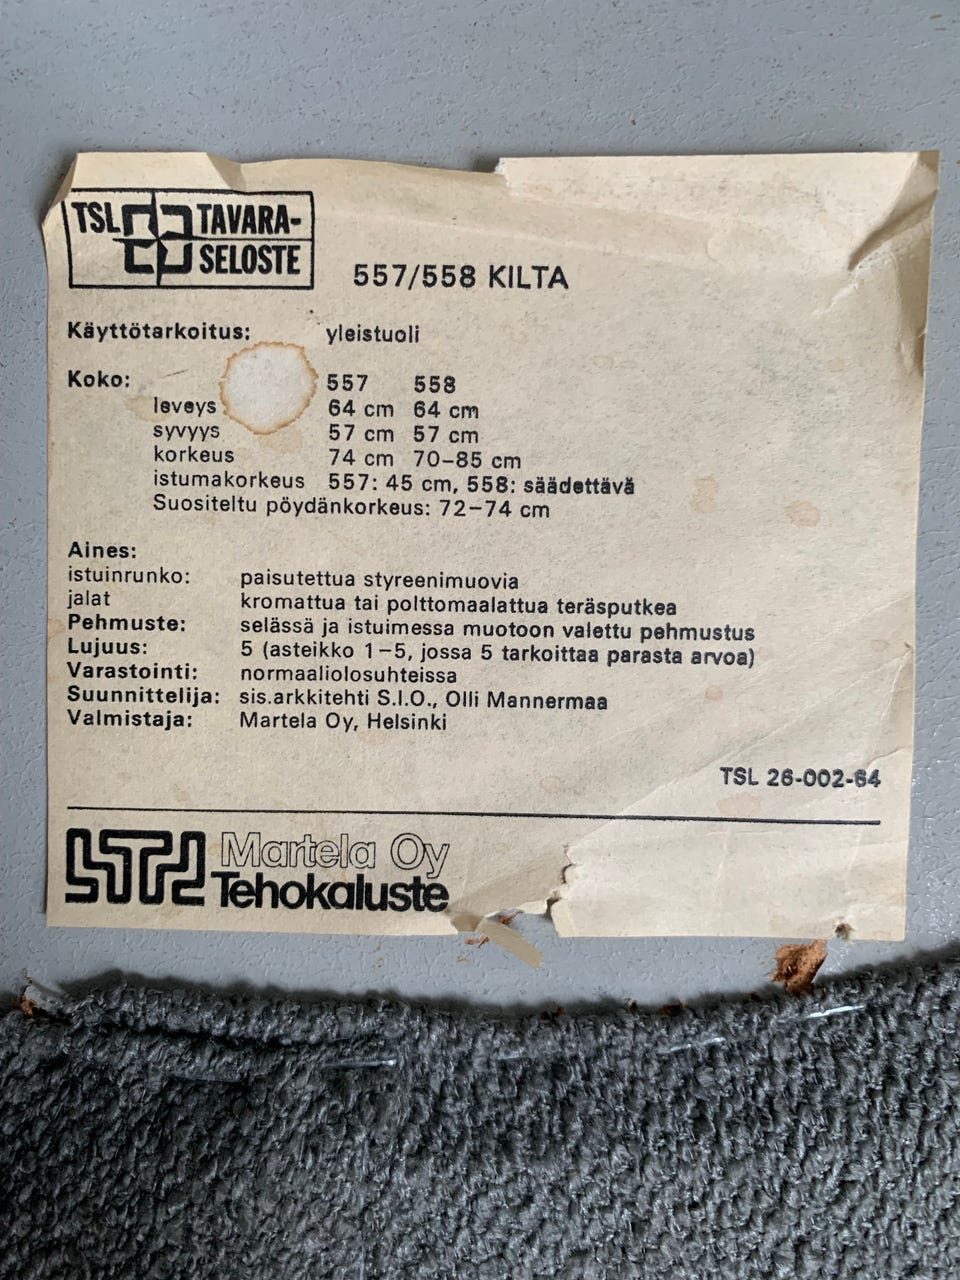 TSL TAVARA-
SELOSTE
557/558 KILTA
Käyttötarkoitus: yleistuoli
Koko: 557 558
leveys 64 cm 64 cm
syvyys 57 cm 57 cm
korkeus 74 cm 70–85 cm
istumakorkeus 557: 45 cm, 558: säädettävä
Suositeltu pöydänkorkeus: 72–74 cm
Aines:
istuinrunko: paisutettua styreenimuovia
jalat kromattua tai polttomaalattua teräsputkea
Pehmuste: selässä ja istuimessa muotoon valettu pehmustus
Lujuus: 5 (asteikko 1–5, jossa 5 tarkoittaa parasta arvoa)
Varastointi: normaaliolosuhteissa
Suunnittelija: sis.arkkitehti S.I.O., Olli Mannermaa
Valmistaja: Martela Oy, Helsinki
TSL 26-002-64
Martela Oy
Tehokaluste